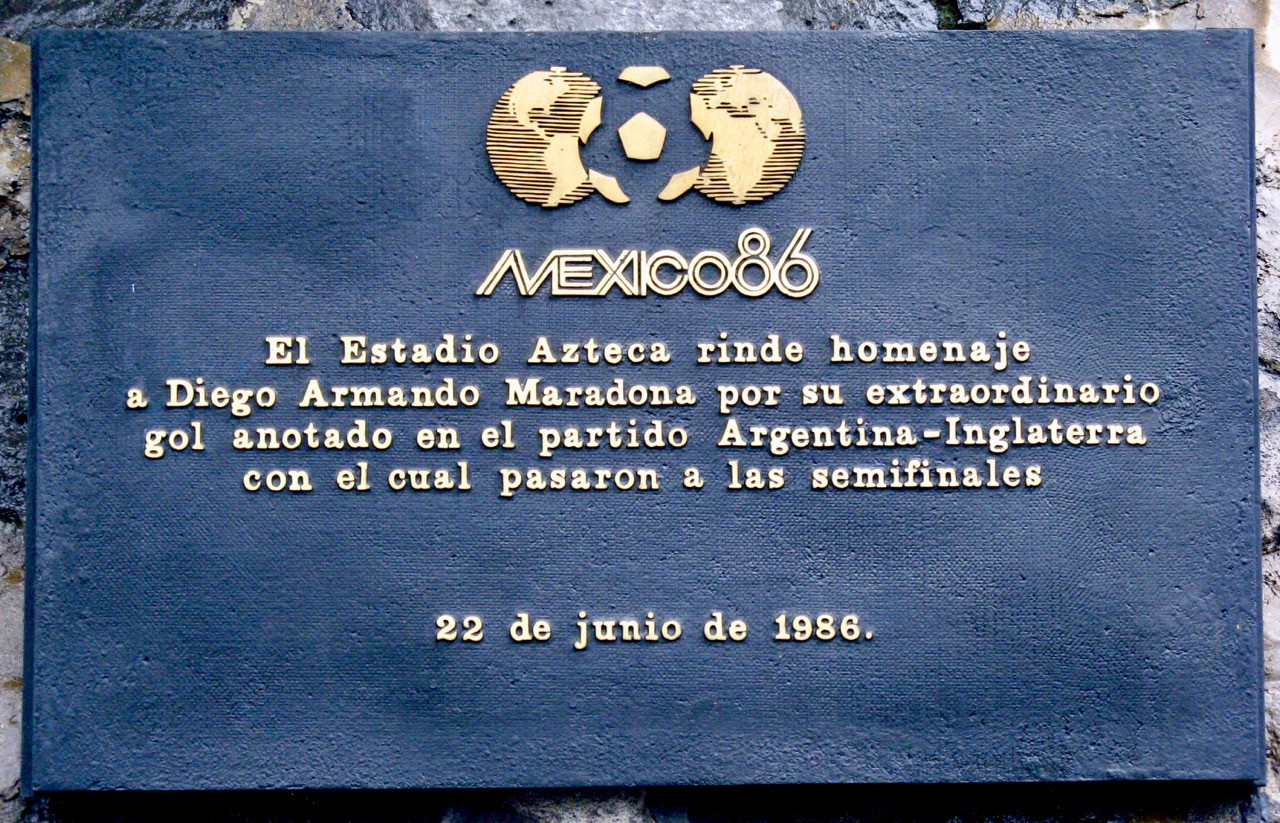 MEXICO86
El Estadio Azteca rinde homenaje
a Diego Armando Maradona por su extraordinario
gol anotado en el partido Argentina-Inglaterra
con el cual pasaron a las semifinales
22 de junio de 1986.